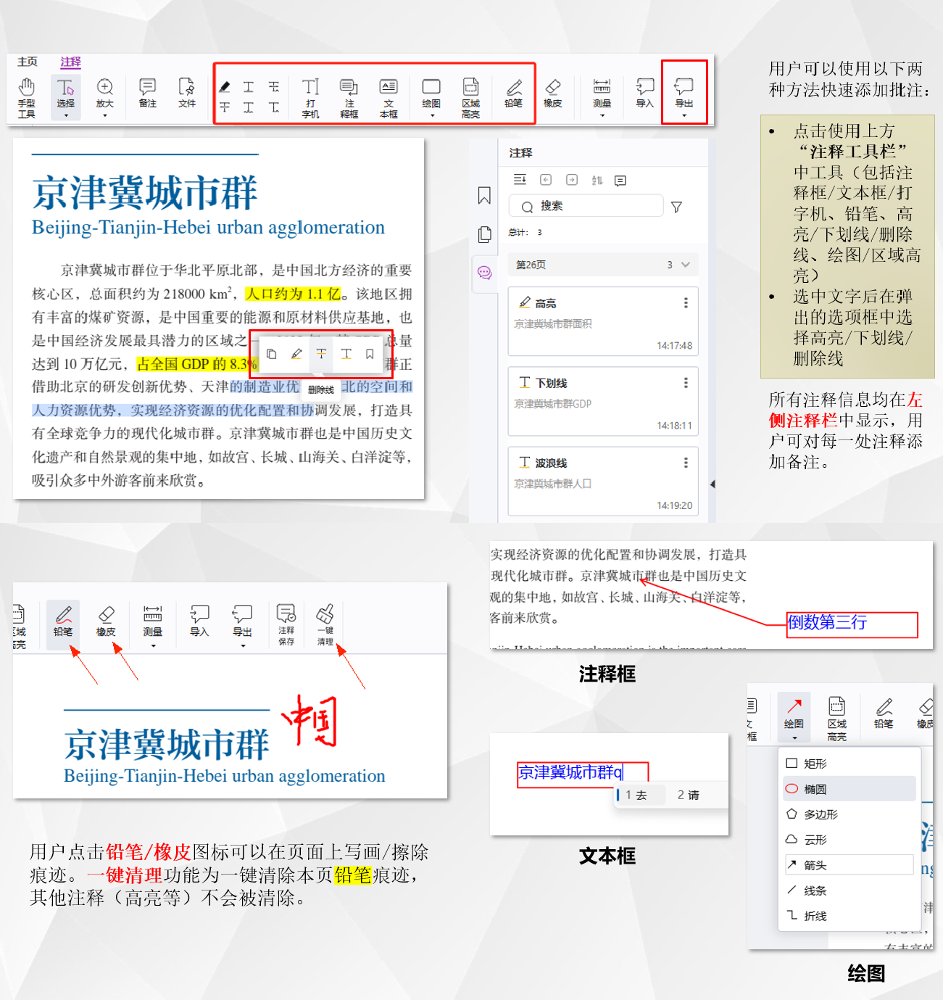 主页 注释
手型工具 选择 放大 备注 文件 打字机 注释框 文本框 绘图 区域高亮 铅笔 橡皮 测量 导入 导出
京津冀城市群
Beijing-Tianjin-Hebei urban agglomeration
京津冀城市群位于华北平原北部，是中国北方经济的重要
核心区，总面积约为 218000 km²，人口约为 1.1 亿。该地区拥
有丰富的煤矿资源，是中国重要的能源和原材料供应基地，也
是中国经济发展最具潜力的区域之一 总量
达到 10 万亿元，占全国 GDP 的 8.3% 群正
借助北京的研发创新优势、天津的制造业优 北的空间和
删除线
人力资源优势，实现经济资源的优化配置和协调发展，打造具
有全球竞争力的现代化城市群。京津冀城市群也是中国历史文
化遗产和自然景观的集中地，如故宫、长城、山海关、白洋淀等，
吸引众多中外游客前来欣赏。
注释
搜索
总计： 3
第26页 3
高亮
京津冀城市群面积
14:17:48
下划线
京津冀城市群GDP
14:18:11
波浪线
京津冀城市群人口
14:19:20
用户可以使用以下两
种方法快速添加批注：
• 点击使用上方
“注释工具栏”
中工具（包括注
释框/文本框/打
字机、铅笔、高
亮/下划线/删除
线、绘图/区域高
亮）
• 选中文字后在弹
出的选项框中选
择高亮/下划线/
删除线
所有注释信息均在左
侧注释栏中显示，用
户可对每一处注释添
加备注。
区域高亮 铅笔 橡皮 测量 导入 导出 注释保存 一键清理
中国
京津冀城市群
Beijing-Tianjin-Hebei urban agglomeration
用户点击铅笔/橡皮图标可以在页面上写画/擦除
痕迹。一键清理功能为一键清除本页铅笔痕迹，
其他注释（高亮等）不会被清除。
实现经济资源的优化配置和协调发展，打造具
现代化城市群。京津冀城市群也是中国历史文
观的集中地，如故宫、长城、山海关、白洋淀等，
客前来欣赏。
倒数第三行
注释框
京津冀城市群q
1 去 2 请
文本框
文框 绘图 区域高亮 铅笔 橡皮
矩形
椭圆
多边形
云形
箭头
线条
折线
绘图